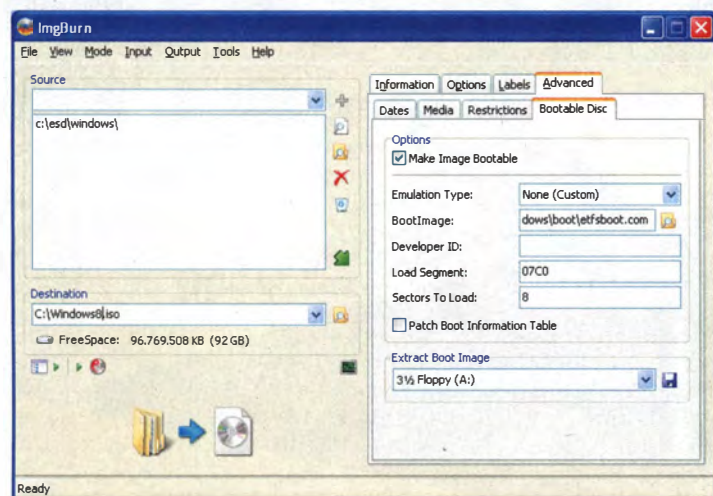 ImgBurn
File View Mode Input Output Tools Help
Source
c:\esd\windows\
Destination
C:\Windows8.iso
FreeSpace: 96.769.508 KB (92 GB)
Information Options Labels Advanced
Dates Media Restrictions Bootable Disc
Options
Make Image Bootable
Emulation Type: None (Custom)
BootImage: dows\boot\etfsboot.com
Developer ID:
Load Segment: 07C0
Sectors To Load: 8
Patch Boot Information Table
Extract Boot Image
3½ Floppy (A:)
Ready